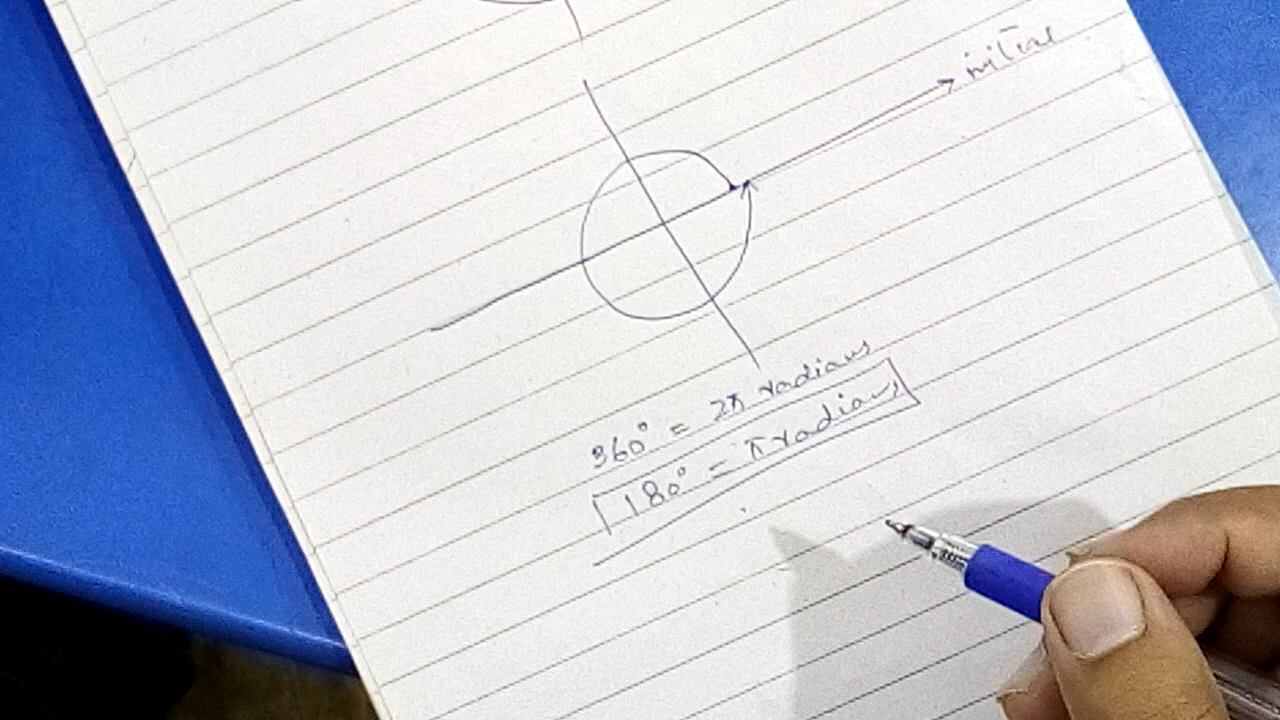 initial
360° = 2π radians
180° = π radians